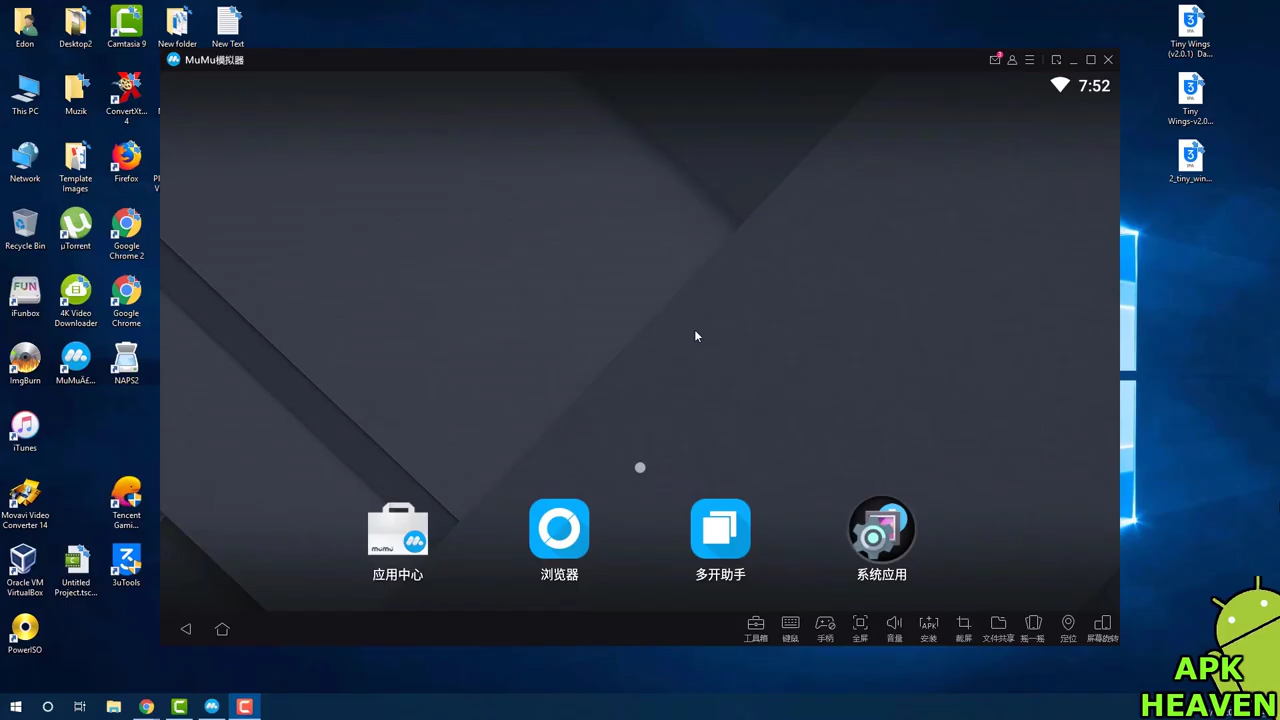 Edon
Desktop2
Camtasia 9
New folder
New Text
Tiny Wings
(v2.0.1) Da...
MuMu模拟器
7:52
This PC
Muzik
ConvertXt...
4
Tiny
Wings-v2.0...
Network
Template
Images
Firefox
2_tiny_win...
Recycle Bin
µTorrent
Google
Chrome 2
FUN
iFunbox
4K Video
Downloader
Google
Chrome
ImgBurn
NAPS2
iTunes
Movavi Video
Converter 14
Tencent
Gami...
Oracle VM
VirtualBox
Untitled
Project.tsc...
3uTools
PowerISO
mumu
应用中心
浏览器
多开助手
系统应用
工具箱
键鼠
手柄
全屏
音量
APK
安装
截屏
文件共享
摇一摇
定位
屏幕旋转
APK
HEAVEN